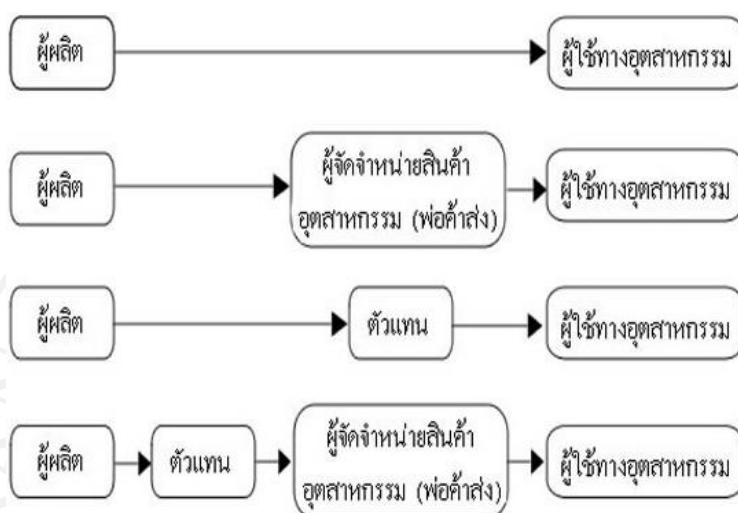 ผู้ผลิต
ผู้ใช้ทางอุตสาหกรรม
ผู้ผลิต
ผู้จัดจำหน่ายสินค้า
อุตสาหกรรม (พ่อค้าส่ง)
ผู้ใช้ทางอุตสาหกรรม
ผู้ผลิต
ตัวแทน
ผู้ใช้ทางอุตสาหกรรม
ผู้ผลิต
ตัวแทน
ผู้จัดจำหน่ายสินค้า
อุตสาหกรรม (พ่อค้าส่ง)
ผู้ใช้ทางอุตสาหกรรม